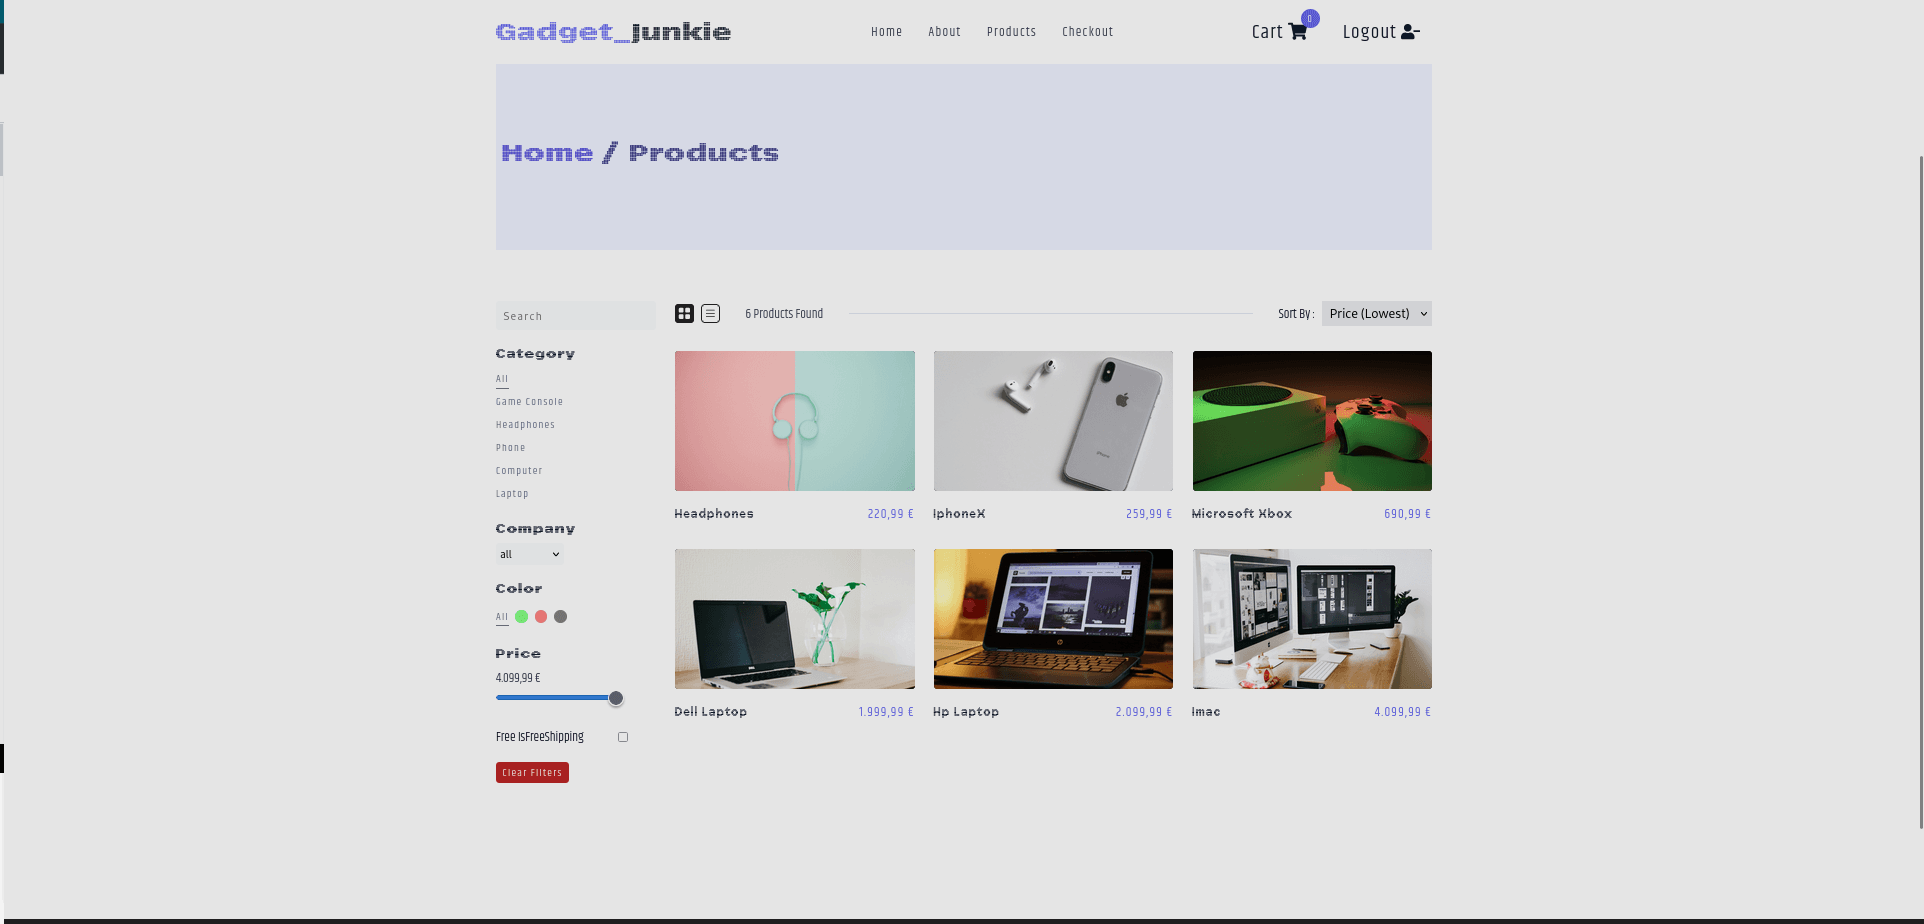 Gadget_junkie
Home About Products Checkout
Cart 0
Logout
Home / Products
Search
6 Products Found
Sort By : Price (Lowest)
Category
All
Game Console
Headphones
Phone
Computer
Laptop
Company
all
Color
All
Price
4.099,99 €
Free IsFreeShipping
Clear Filters
Headphones 220,99 €
IphoneX 259,99 €
Microsoft Xbox 690,99 €
Dell Laptop 1.999,99 €
Hp Laptop 2.099,99 €
Imac 4.099,99 €